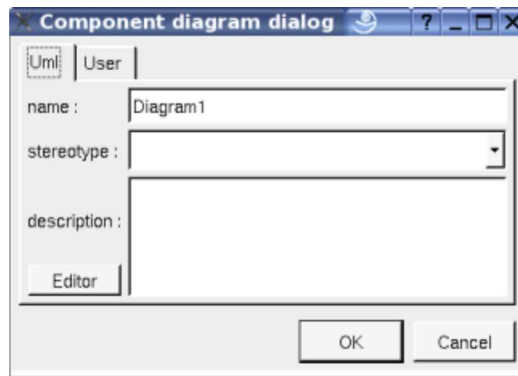 Component diagram dialog ?
Uml User
name : Diagram1
stereotype :
description :
Editor
OK Cancel